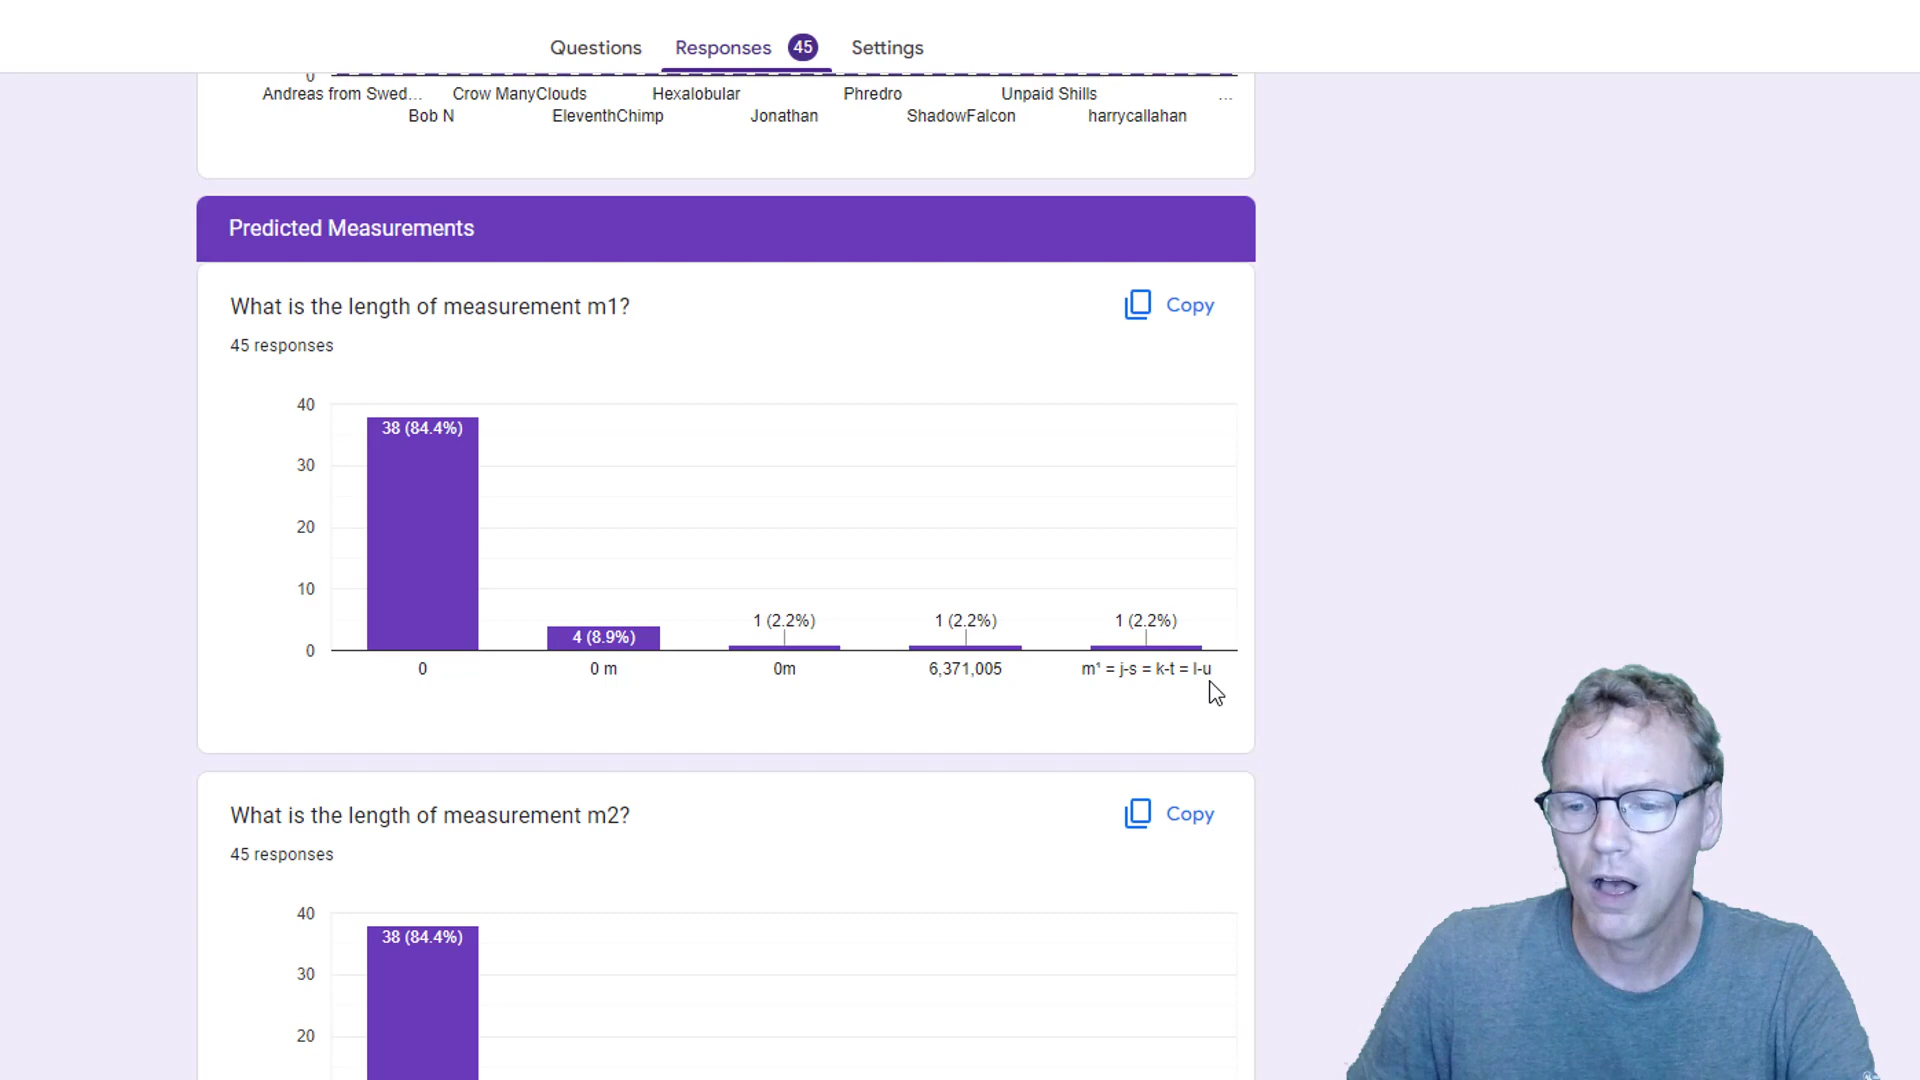 Questions Responses 45 Settings
0
Andreas from Swed... Crow ManyClouds Hexalobular Phredro Unpaid Shills ...
Bob N EleventhChimp Jonathan ShadowFalcon harrycallahan
Predicted Measurements
What is the length of measurement m1?
Copy
45 responses
40
38 (84.4%)
30
20
10
1 (2.2%) 1 (2.2%) 1 (2.2%)
4 (8.9%)
0
0 0 m 0m 6,371,005 m¹ = j-s = k-t = l-u
What is the length of measurement m2?
Copy
45 responses
40
38 (84.4%)
30
20